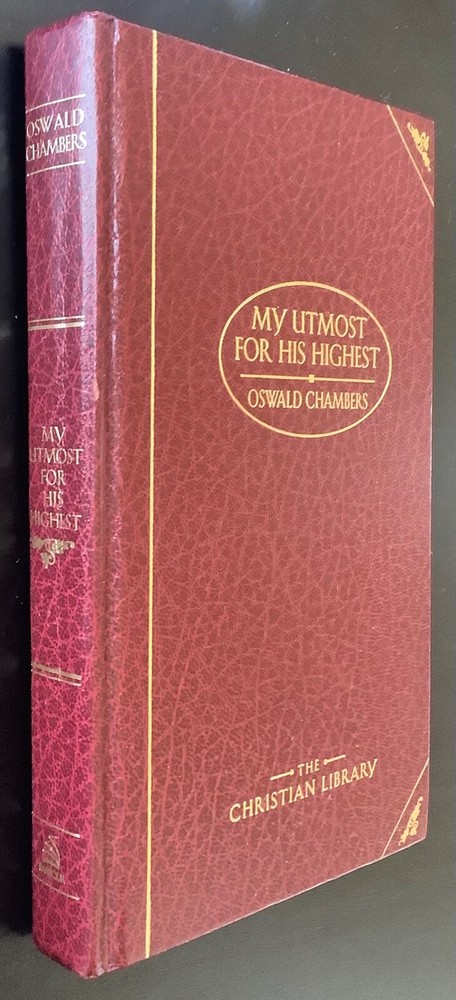 OSWALD
CHAMBERS
MY
UTMOST
FOR
HIS
HIGHEST
MY UTMOST
FOR HIS HIGHEST
OSWALD CHAMBERS
THE
CHRISTIAN LIBRARY